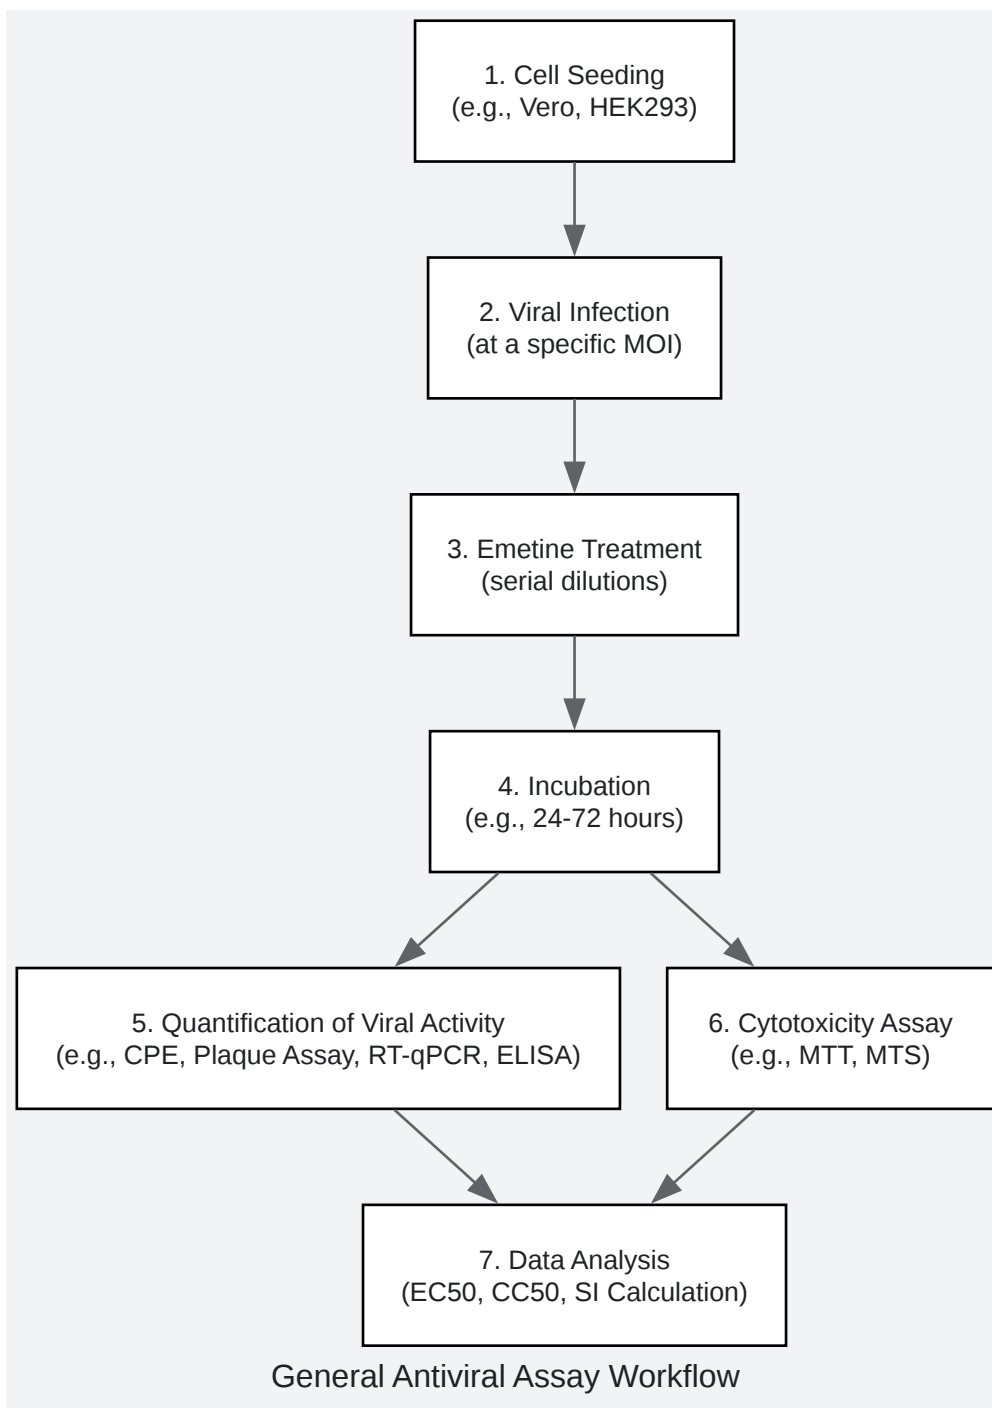 1. Cell Seeding
(e.g., Vero, HEK293)
2. Viral Infection
(at a specific MOI)
3. Emetine Treatment
(serial dilutions)
4. Incubation
(e.g., 24-72 hours)
5. Quantification of Viral Activity
(e.g., CPE, Plaque Assay, RT-qPCR, ELISA)
6. Cytotoxicity Assay
(e.g., MTT, MTS)
7. Data Analysis
(EC50, CC50, SI Calculation)
General Antiviral Assay Workflow